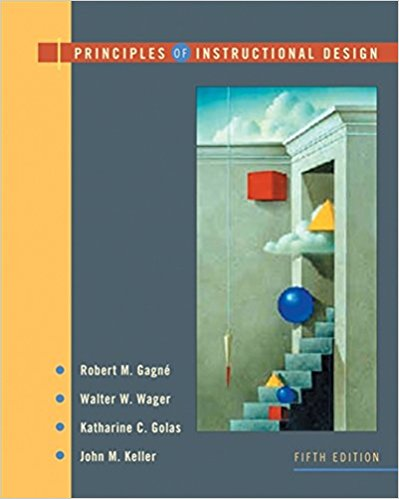 PRINCIPLES OF INSTRUCTIONAL DESIGN
Robert M. Gagné
Walter W. Wager
Katharine C. Golas
John M. Keller
FIFTH EDITION